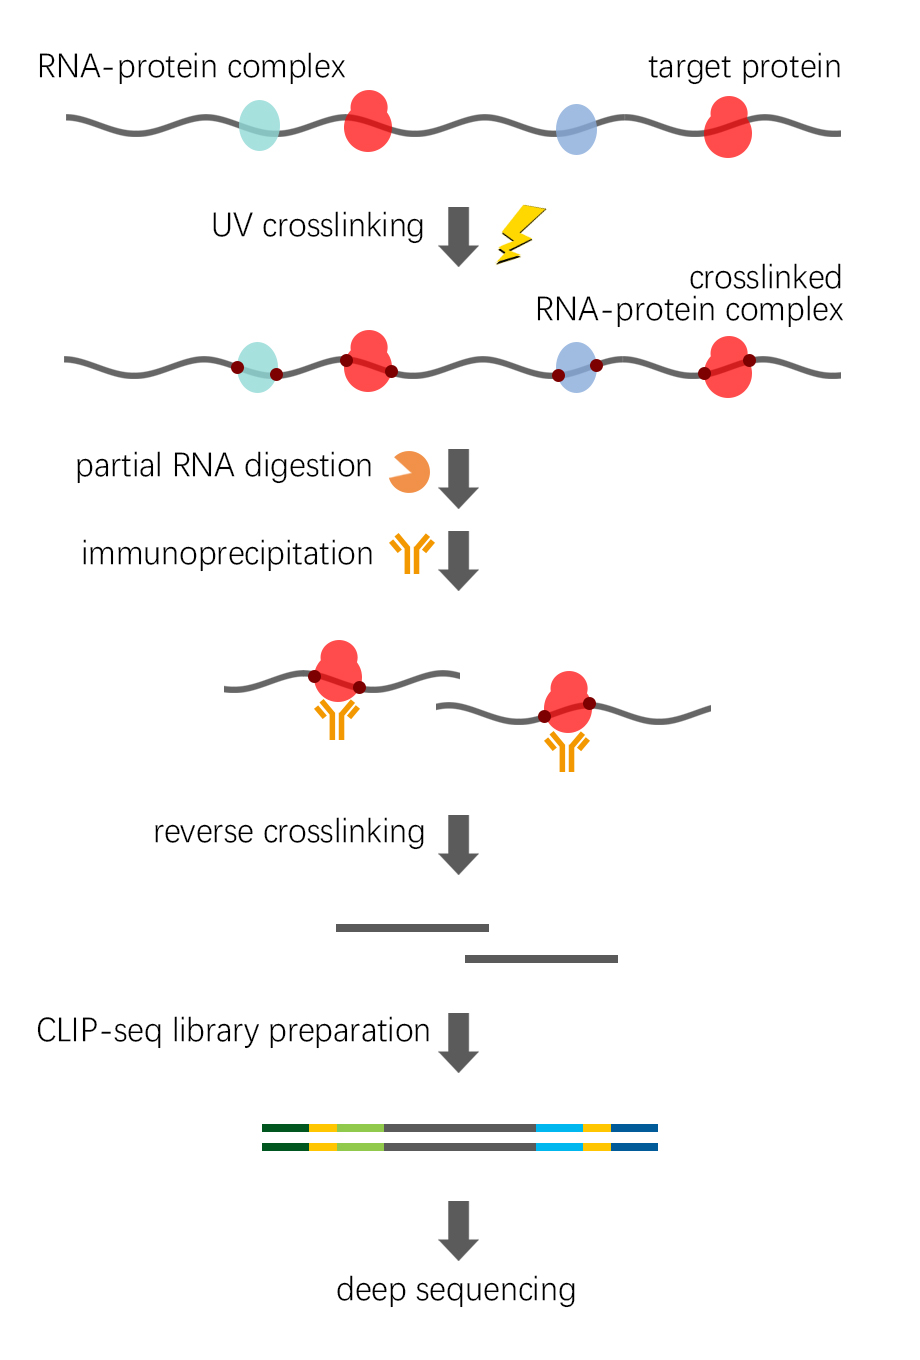 RNA-protein complex
target protein
UV crosslinking
crosslinked
RNA-protein complex
partial RNA digestion
immunoprecipitation
reverse crosslinking
CLIP-seq library preparation
deep sequencing